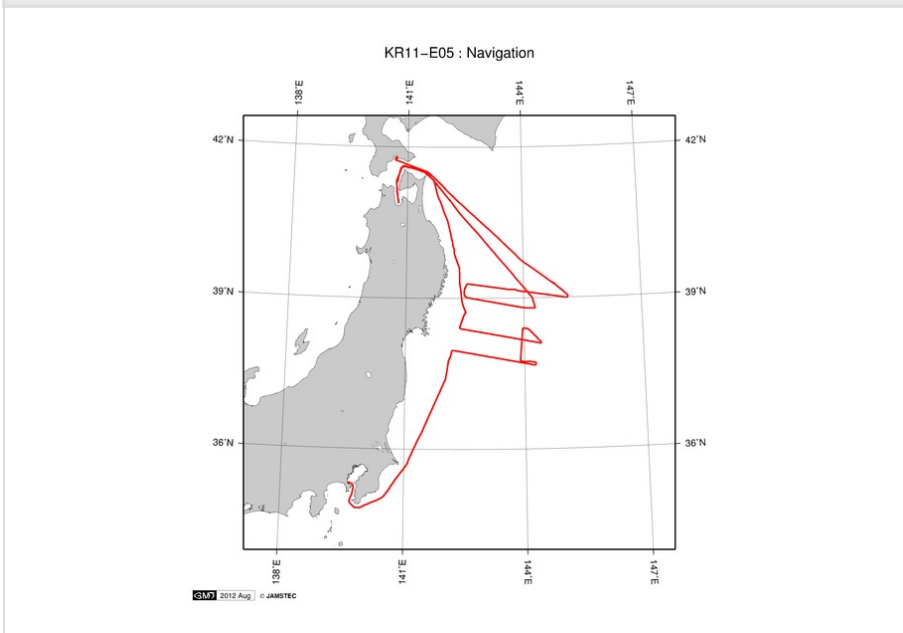 KR11−E05 : Navigation
138˚E 141˚E 144˚E 147˚E
42˚N 42˚N
39˚N 39˚N
36˚N 36˚N
138˚E 141˚E 144˚E 147˚E
GMT 2012 Aug © JAMSTEC